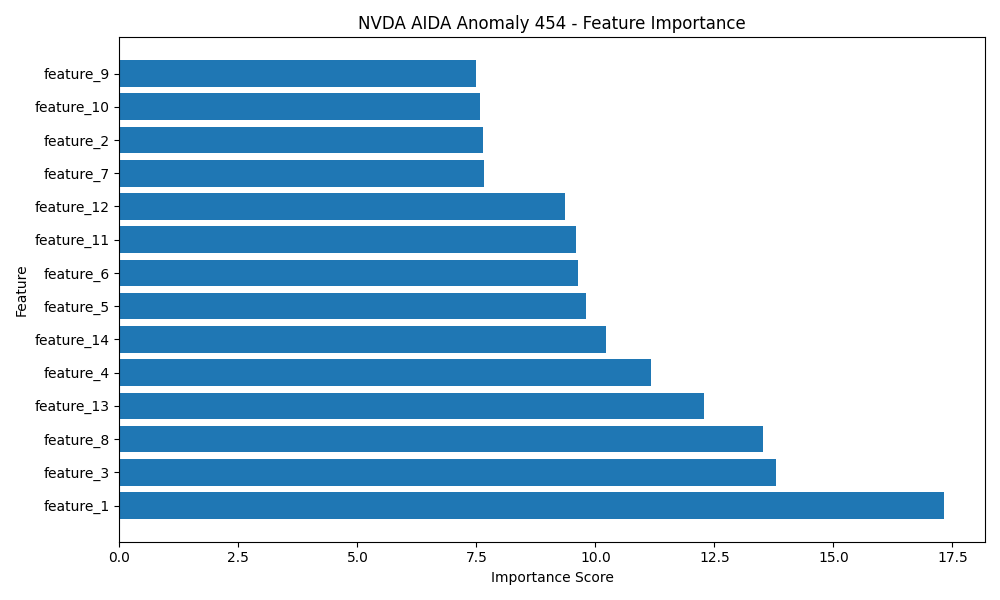 NVDA AIDA Anomaly 454 - Feature Importance
feature_9
feature_10
feature_2
feature_7
feature_12
feature_11
feature_6
feature_5
feature_14
feature_4
feature_13
feature_8
feature_3
feature_1
Feature
0.0 2.5 5.0 7.5 10.0 12.5 15.0 17.5
Importance Score